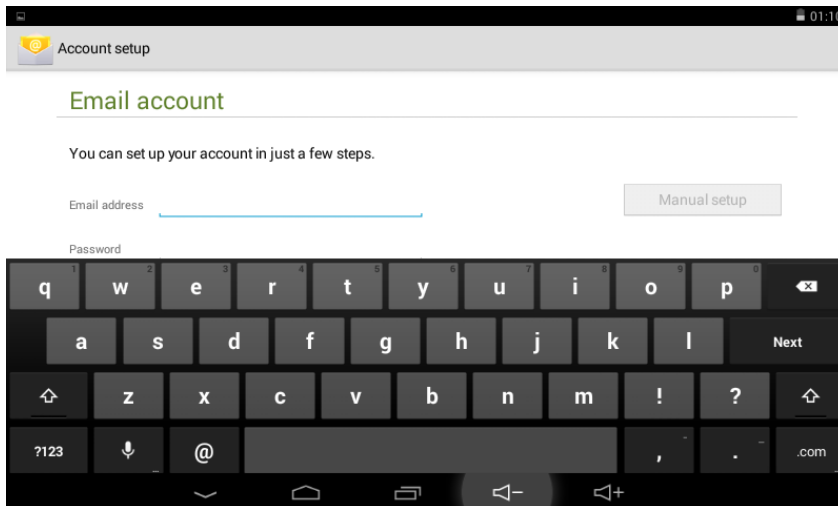 01:10
Account setup
Email account
You can set up your account in just a few steps.
Email address
Manual setup
Password
1 2 3 4 5 6 7 8 9 0
q w e r t y u i o p
a s d f g h j k l Next
z x c v b n m ! ?
?123 @ , . .com